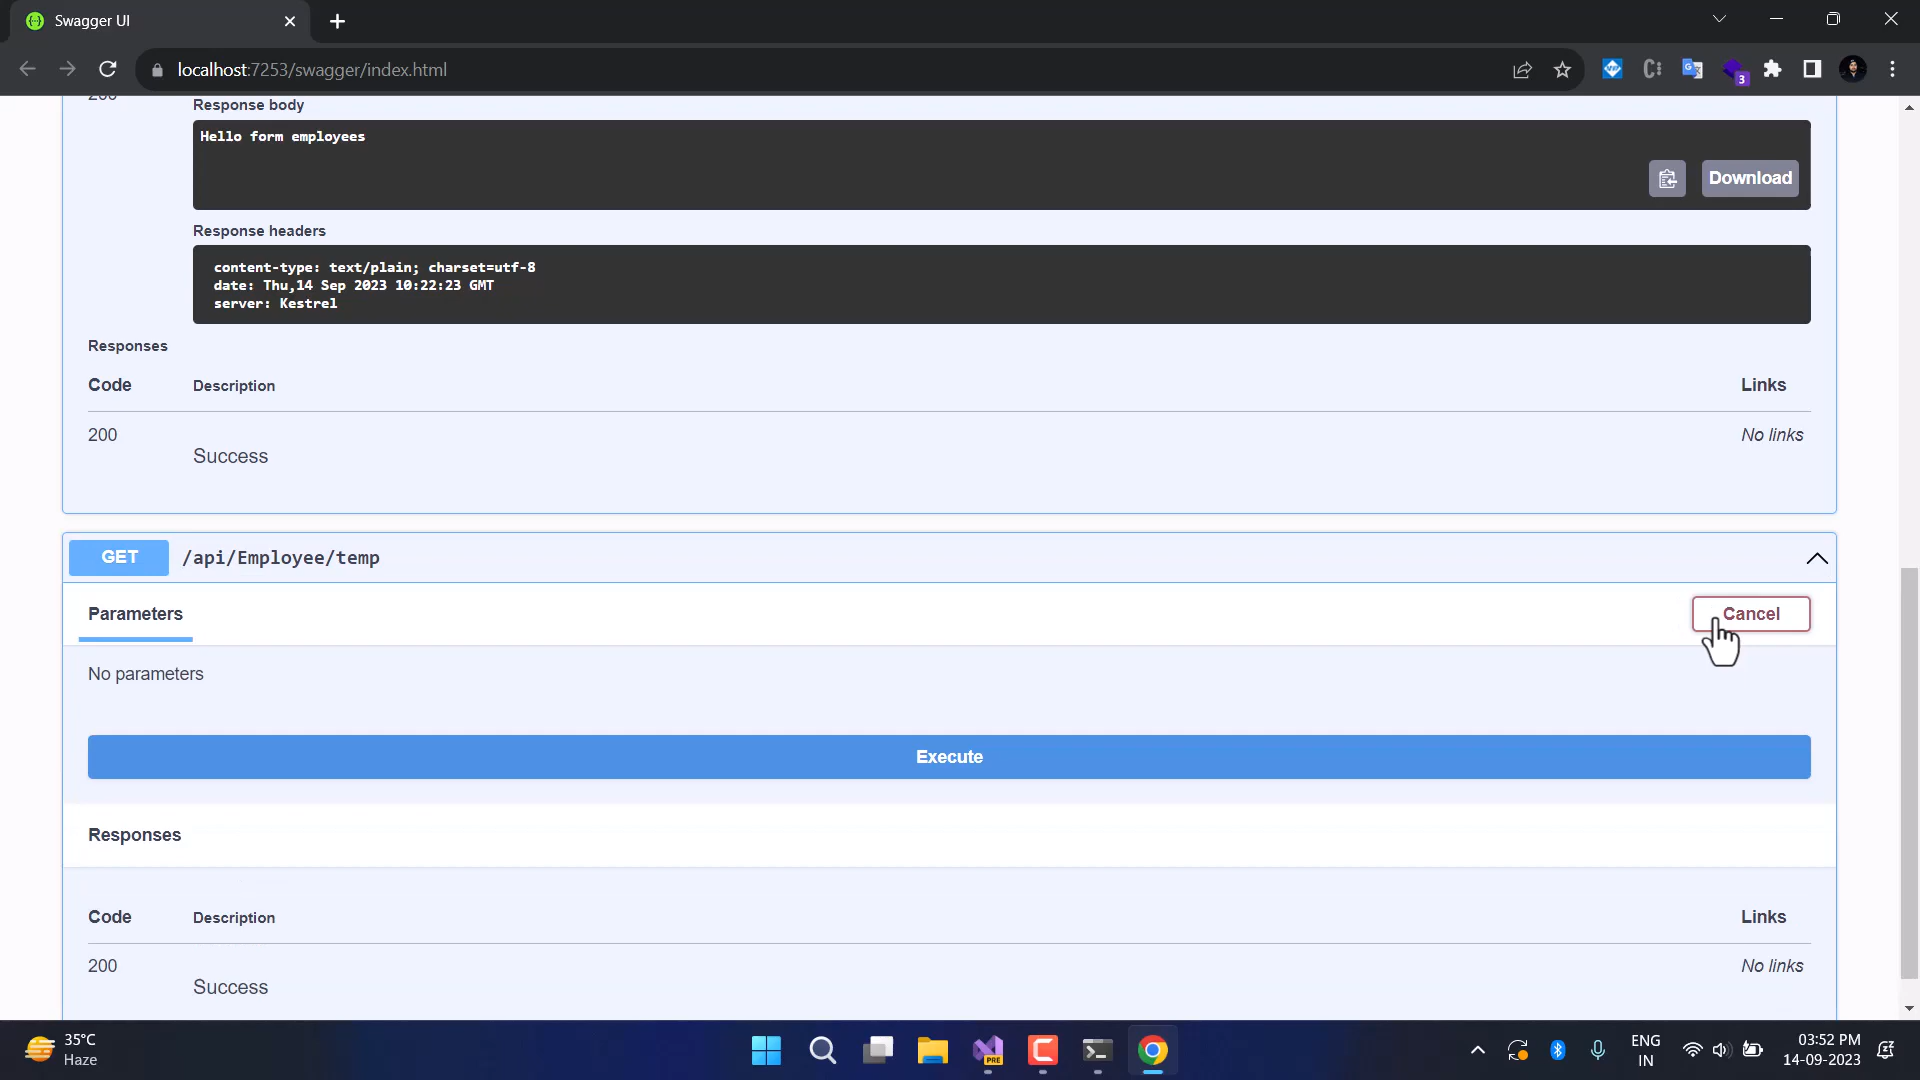 Swagger UI
localhost:7253/swagger/index.html
3
200
Response body
Hello form employees
Download
Response headers
content-type: text/plain; charset=utf-8
date: Thu,14 Sep 2023 10:22:23 GMT
server: Kestrel
Responses
Code Description Links
200 No links
Success
GET /api/Employee/temp
Parameters Cancel
No parameters
Execute
Responses
Code Description Links
200 No links
Success
35°C
Haze
PRE
ENG
IN
03:52 PM
14-09-2023